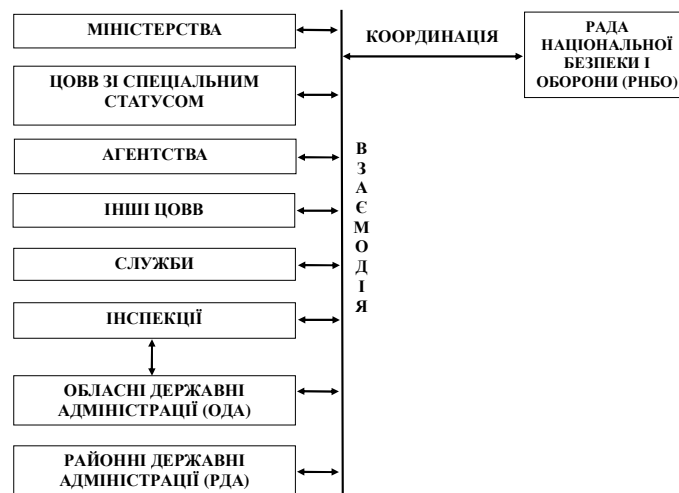 МІНІСТЕРСТВА
ЦОВВ ЗІ СПЕЦІАЛЬНИМ
СТАТУСОМ
АГЕНТСТВА
ІНШІ ЦОВВ
СЛУЖБИ
ІНСПЕКЦІЇ
ОБЛАСНІ ДЕРЖАВНІ
АДМІНІСТРАЦІЇ (ОДА)
РАЙОННІ ДЕРЖАВНІ
АДМІНІСТРАЦІЇ (РДА)
ВЗАЄМОДІЯ
КООРДИНАЦІЯ
РАДА
НАЦІОНАЛЬНОЇ
БЕЗПЕКИ І
ОБОРОНИ (РНБО)